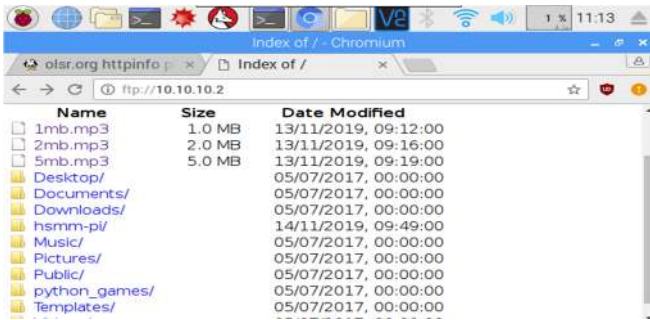 1 % 11:13
Index of / - Chromium
olsr.org httpinfo p Index of /
ftp://10.10.10.2
Name Size Date Modified
1mb.mp3 1.0 MB 13/11/2019, 09:12:00
2mb.mp3 2.0 MB 13/11/2019, 09:16:00
5mb.mp3 5.0 MB 13/11/2019, 09:19:00
Desktop/ 05/07/2017, 00:00:00
Documents/ 05/07/2017, 00:00:00
Downloads/ 05/07/2017, 00:00:00
hsmm-pi/ 14/11/2019, 09:49:00
Music/ 05/07/2017, 00:00:00
Pictures/ 05/07/2017, 00:00:00
Public/ 05/07/2017, 00:00:00
python_games/ 05/07/2017, 00:00:00
Templates/ 05/07/2017, 00:00:00